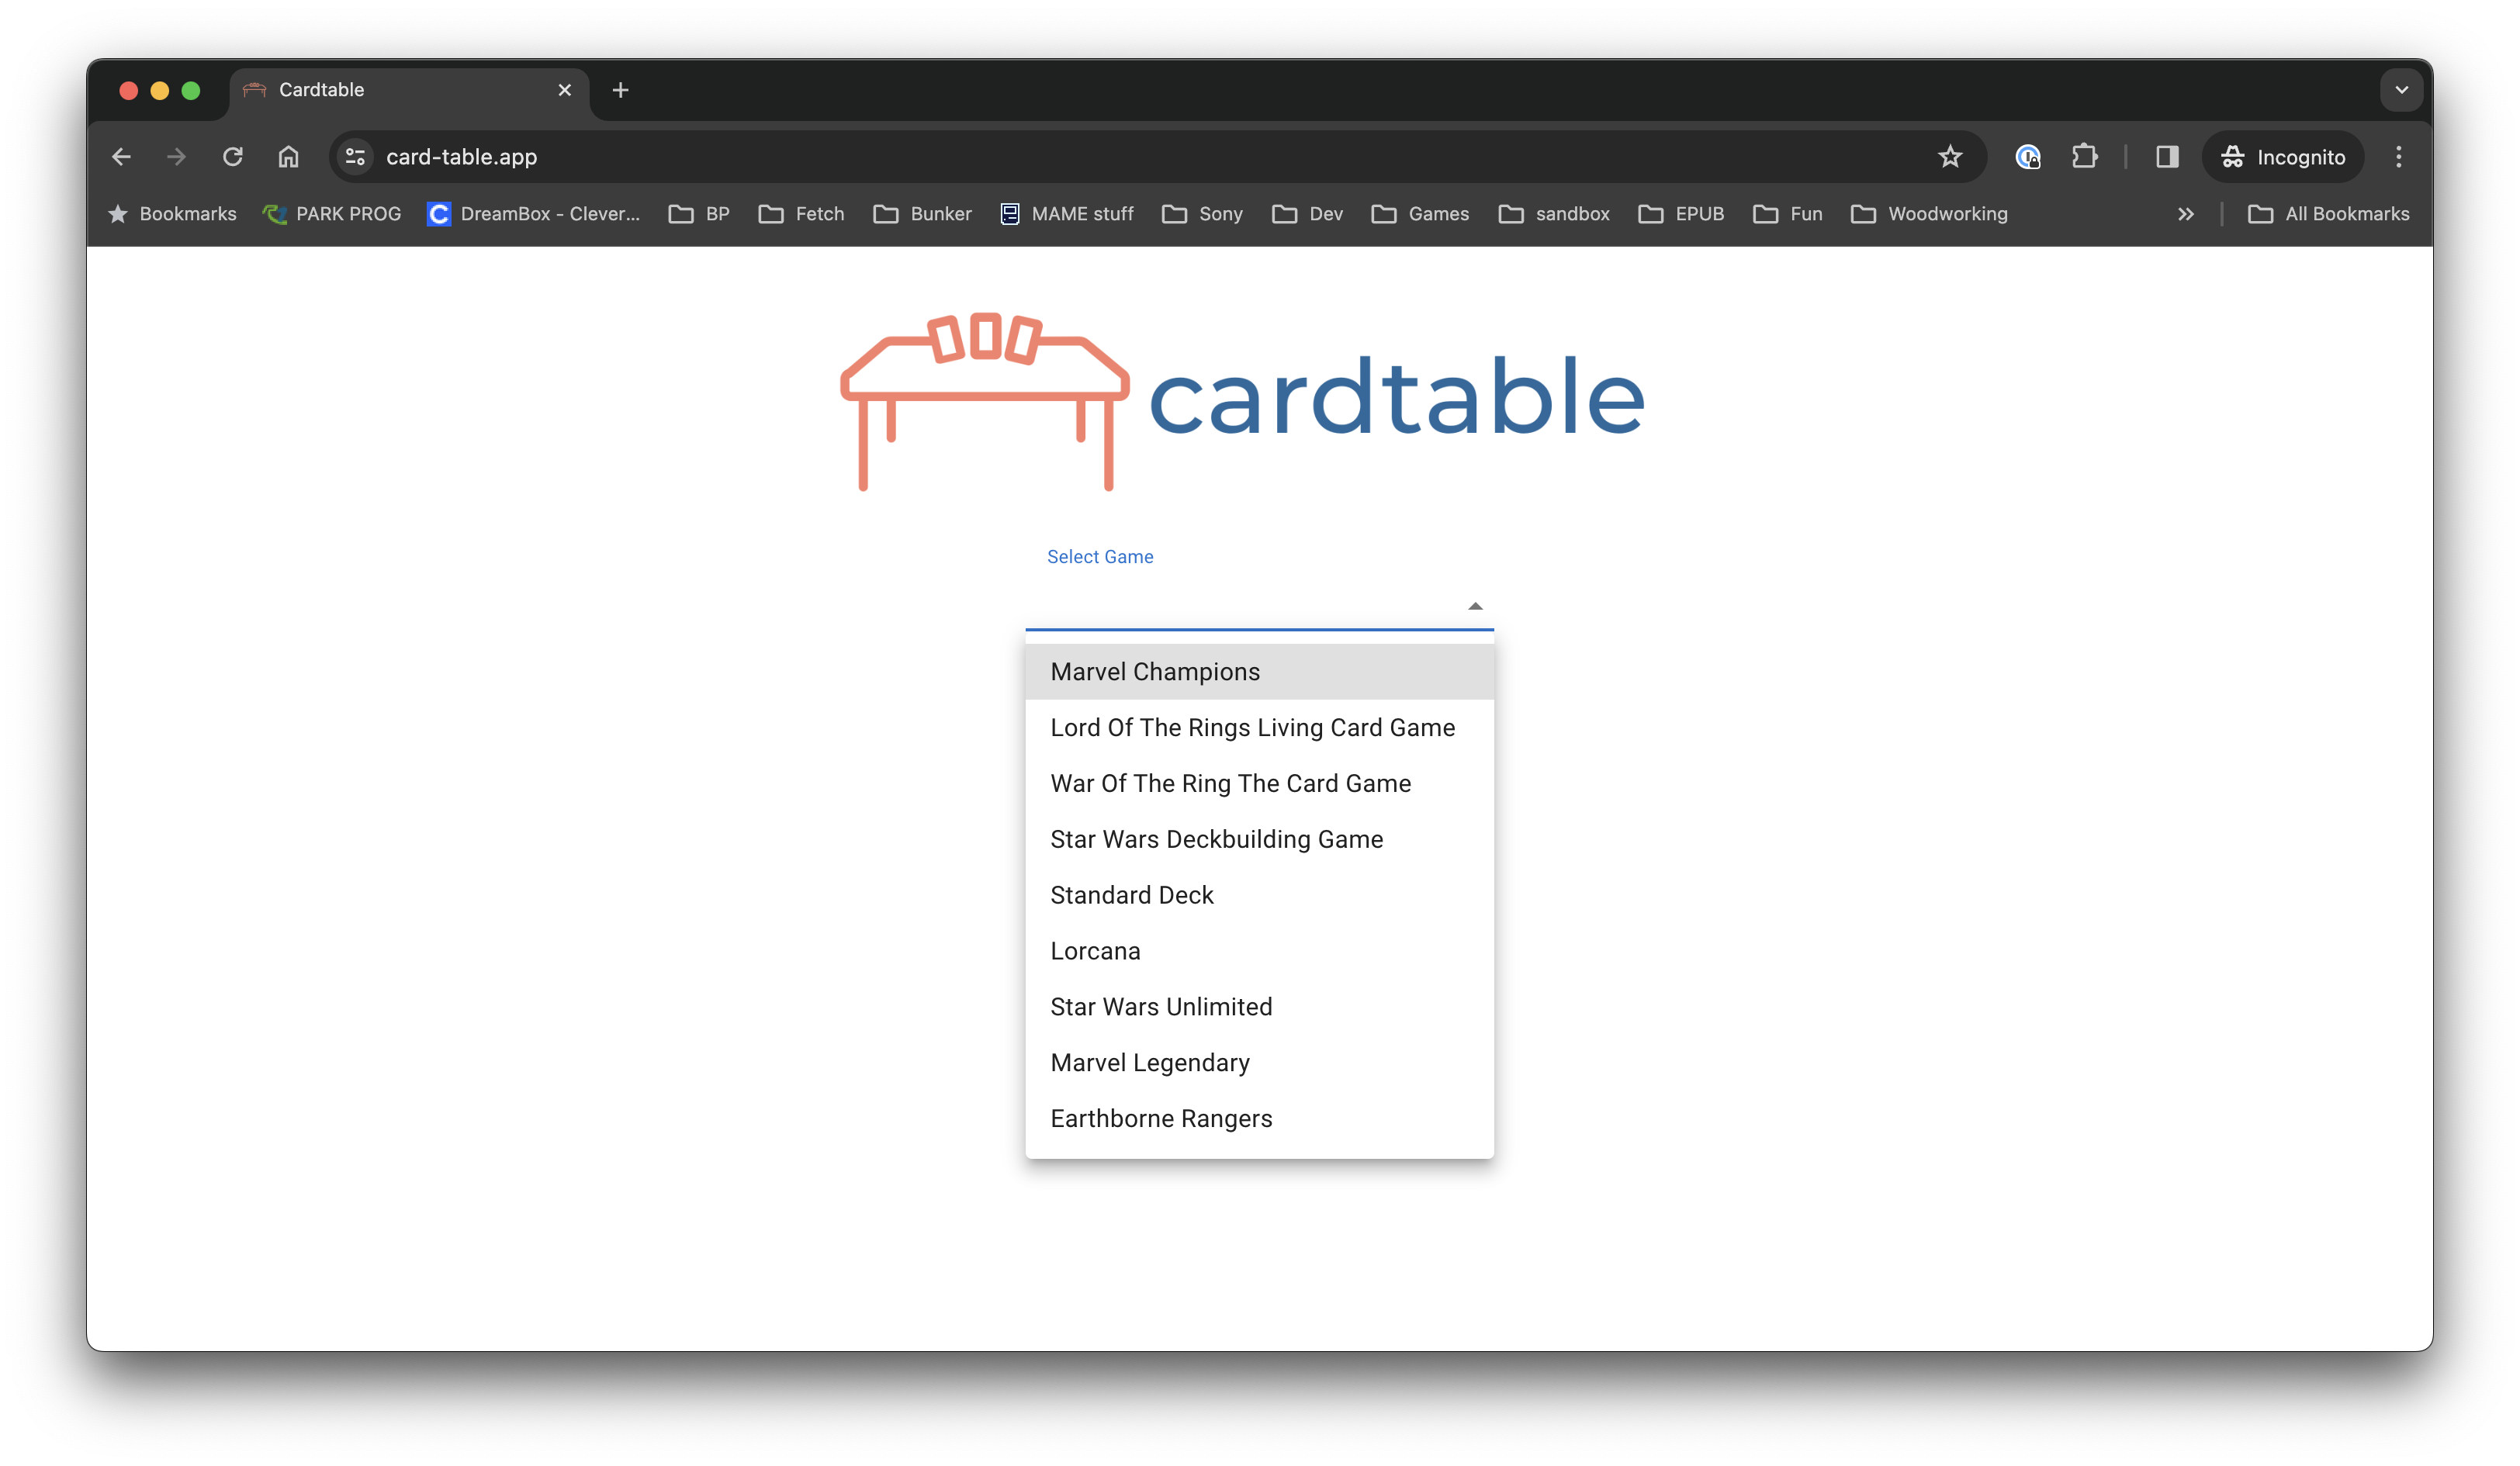 Cardtable
card-table.app
Incognito
Bookmarks PARK PROG DreamBox - Clever... BP Fetch Bunker MAME stuff Sony Dev Games sandbox EPUB Fun Woodworking All Bookmarks
cardtable
Select Game
Marvel Champions
Lord Of The Rings Living Card Game
War Of The Ring The Card Game
Star Wars Deckbuilding Game
Standard Deck
Lorcana
Star Wars Unlimited
Marvel Legendary
Earthborne Rangers